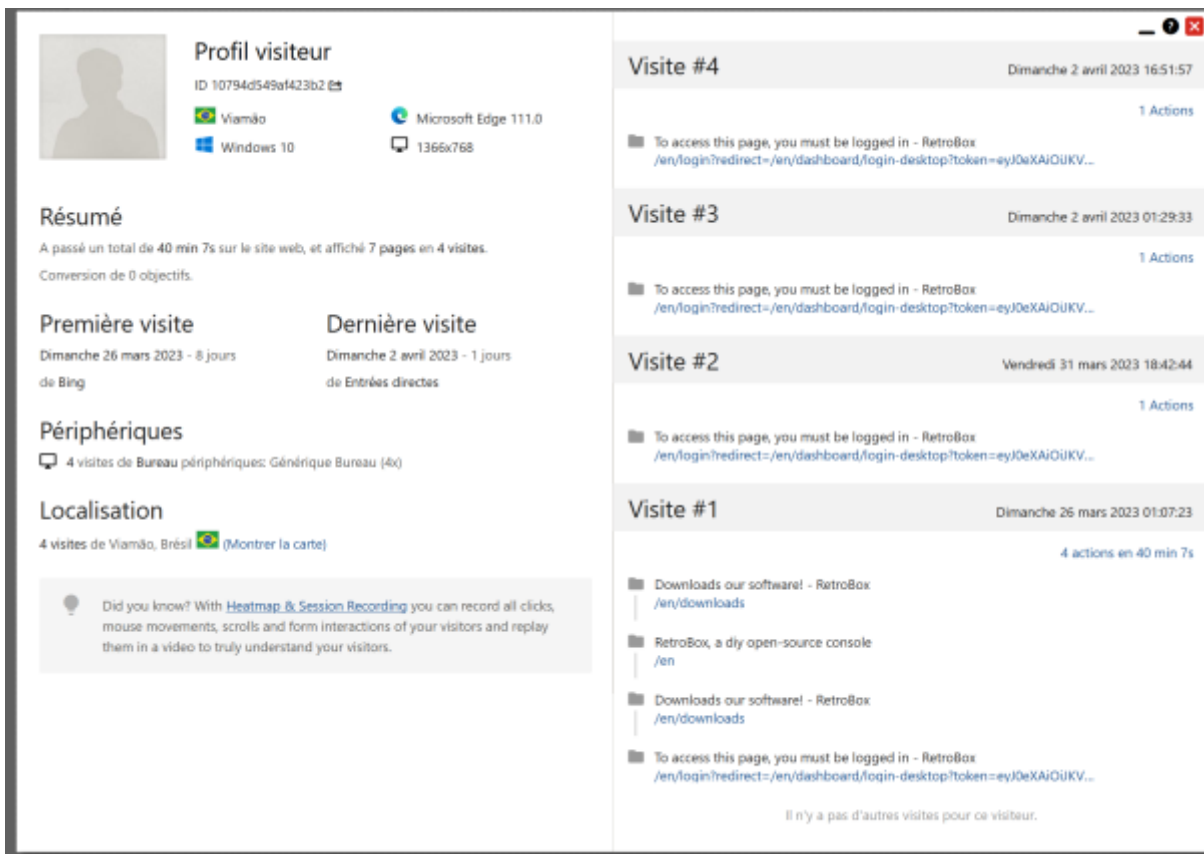 Profil visiteur
ID 10794d549af423b2
Viamão
Microsoft Edge 111.0
Windows 10
1366x768
Résumé
A passé un total de 40 min 7s sur le site web, et affiché 7 pages en 4 visites.
Conversion de 0 objectifs.
Première visite
Dimanche 26 mars 2023 - 8 jours
de Bing
Dernière visite
Dimanche 2 avril 2023 - 1 jours
de Entrées directes
Périphériques
4 visites de Bureau périphériques: Générique Bureau (4x)
Localisation
4 visites de Viamão, Brésil (Montrer la carte)
Did you know? With Heatmap & Session Recording you can record all clicks,
mouse movements, scrolls and form interactions of your visitors and replay
them in a video to truly understand your visitors.
Visite #4
Dimanche 2 avril 2023 16:51:57
1 Actions
To access this page, you must be logged in - RetroBox
/en/login?redirect=/en/dashboard/login-desktop?token=eyJ0eXAiOiJKV...
Visite #3
Dimanche 2 avril 2023 01:29:33
1 Actions
To access this page, you must be logged in - RetroBox
/en/login?redirect=/en/dashboard/login-desktop?token=eyJ0eXAiOiJKV...
Visite #2
Vendredi 31 mars 2023 18:42:44
1 Actions
To access this page, you must be logged in - RetroBox
/en/login?redirect=/en/dashboard/login-desktop?token=eyJ0eXAiOiJKV...
Visite #1
Dimanche 26 mars 2023 01:07:23
4 actions en 40 min 7s
Downloads our software! - RetroBox
/en/downloads
RetroBox, a diy open-source console
/en
Downloads our software! - RetroBox
/en/downloads
To access this page, you must be logged in - RetroBox
/en/login?redirect=/en/dashboard/login-desktop?token=eyJ0eXAiOiJKV...
Il n'y a pas d'autres visites pour ce visiteur.